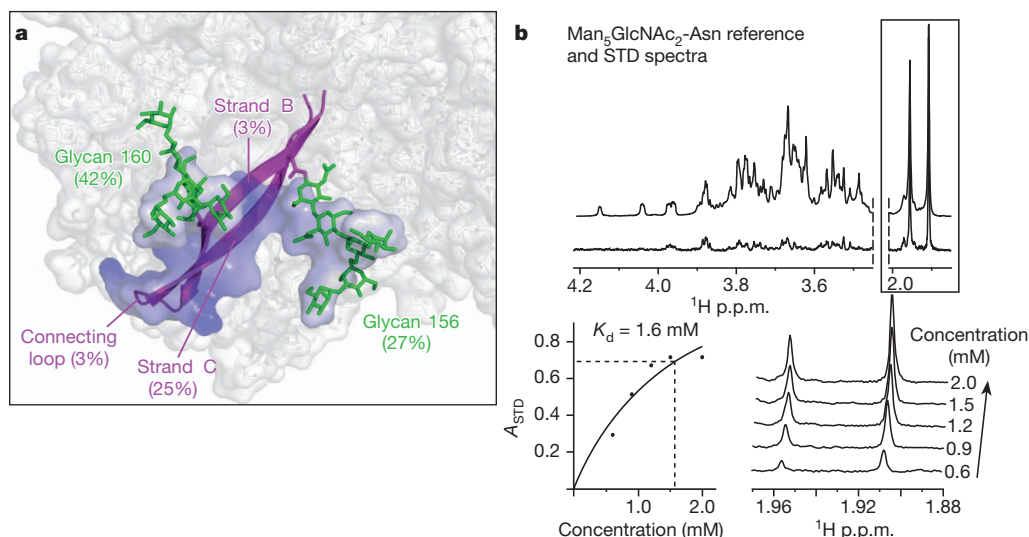 a
Strand B
(3%)
Glycan 160
(42%)
Connecting
loop (3%)
Strand C
(25%)
Glycan 156
(27%)
b
Man5GlcNAc2-Asn reference
and STD spectra
4.2 4.0 3.8 3.6 2.0
1H p.p.m.
Kd = 1.6 mM
0.8
0.6
0.4
0.2
ASTD
1.0 2.0
Concentration (mM)
Concentration
(mM)
2.0
1.5
1.2
0.9
0.6
1.96 1.92 1.88
1H p.p.m.